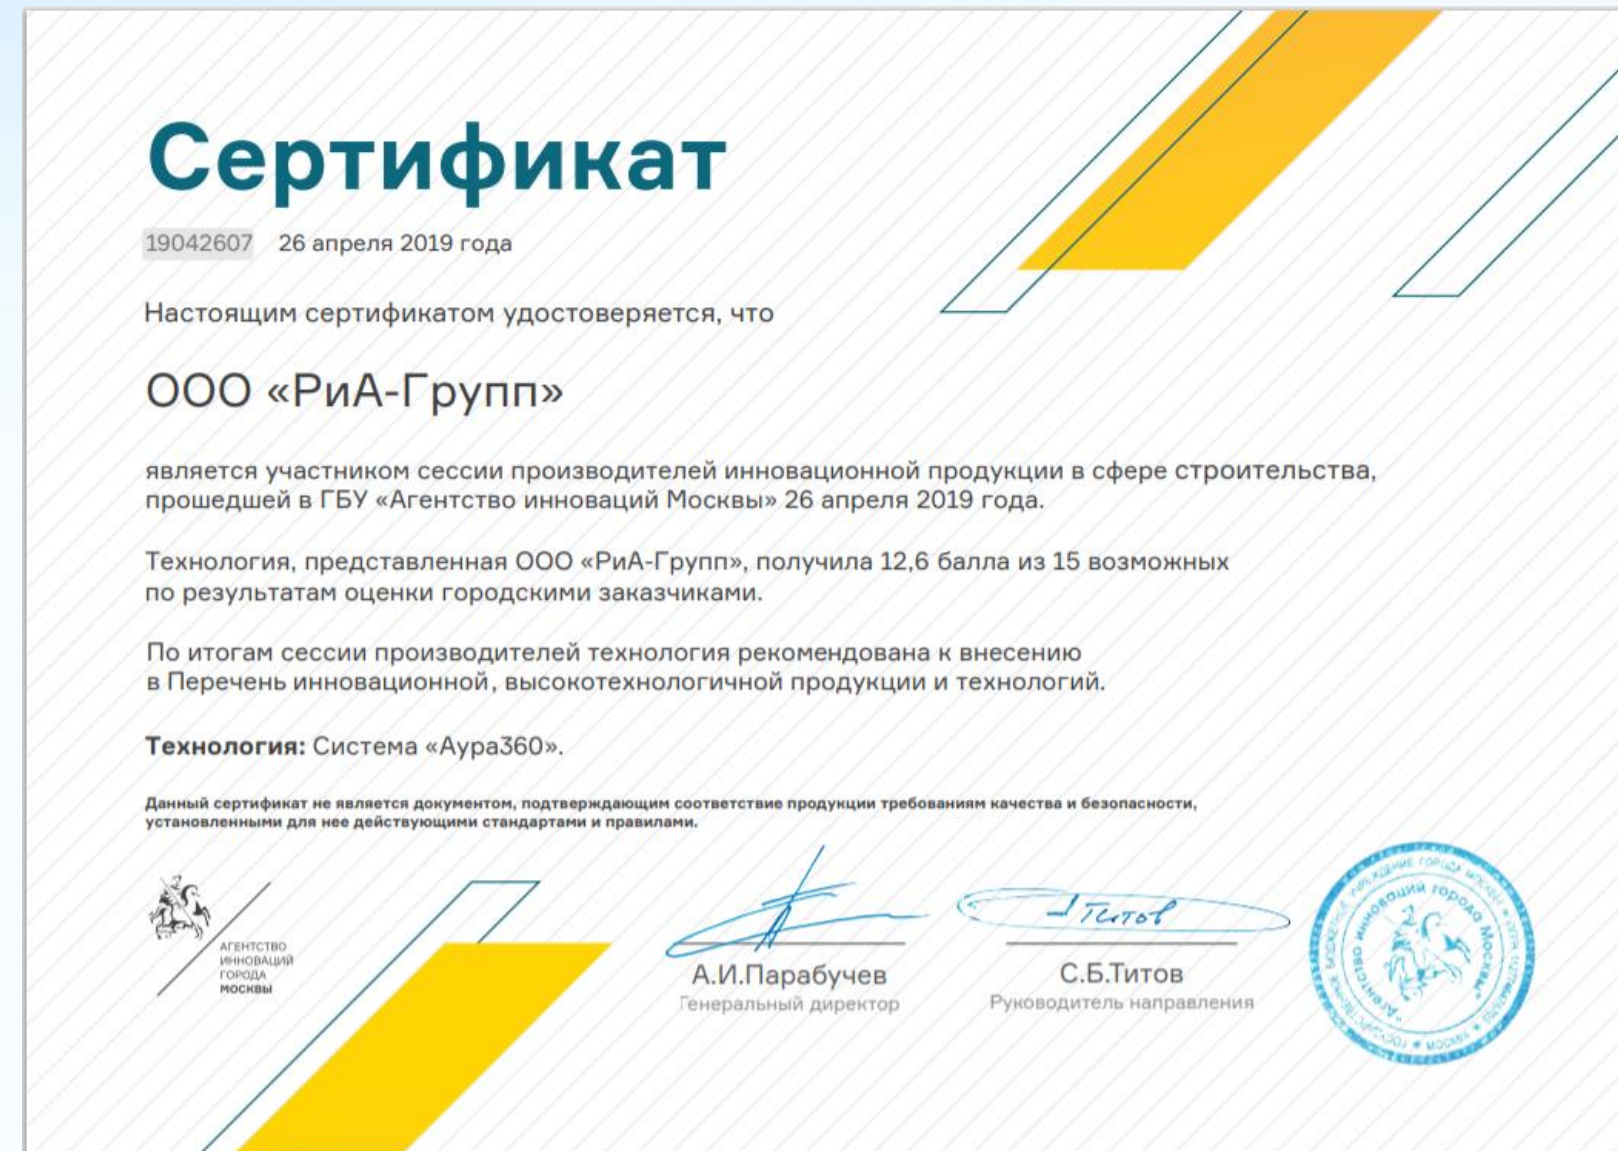 Сертификат
19042607 26 апреля 2019 года
Настоящим сертификатом удостоверяется, что
ООО «РиА-Групп»
является участником сессии производителей инновационной продукции в сфере строительства,
прошедшей в ГБУ «Агентство инноваций Москвы» 26 апреля 2019 года.
Технология, представленная ООО «РиА-Групп», получила 12,6 балла из 15 возможных
по результатам оценки городскими заказчиками.
По итогам сессии производителей технология рекомендована к внесению
в Перечень инновационной, высокотехнологичной продукции и технологий.
Технология: Система «Аура360».
Данный сертификат не является документом, подтверждающим соответствие продукции требованиям качества и безопасности,
установленными для нее действующими стандартами и правилами.
АГЕНТСТВО
ИННОВАЦИЙ
ГОРОДА
МОСКВЫ
Титов
А.И.Парабучев
Генеральный директор
С.Б.Титов
Руководитель направления
"Агентство инноваций города Москвы"